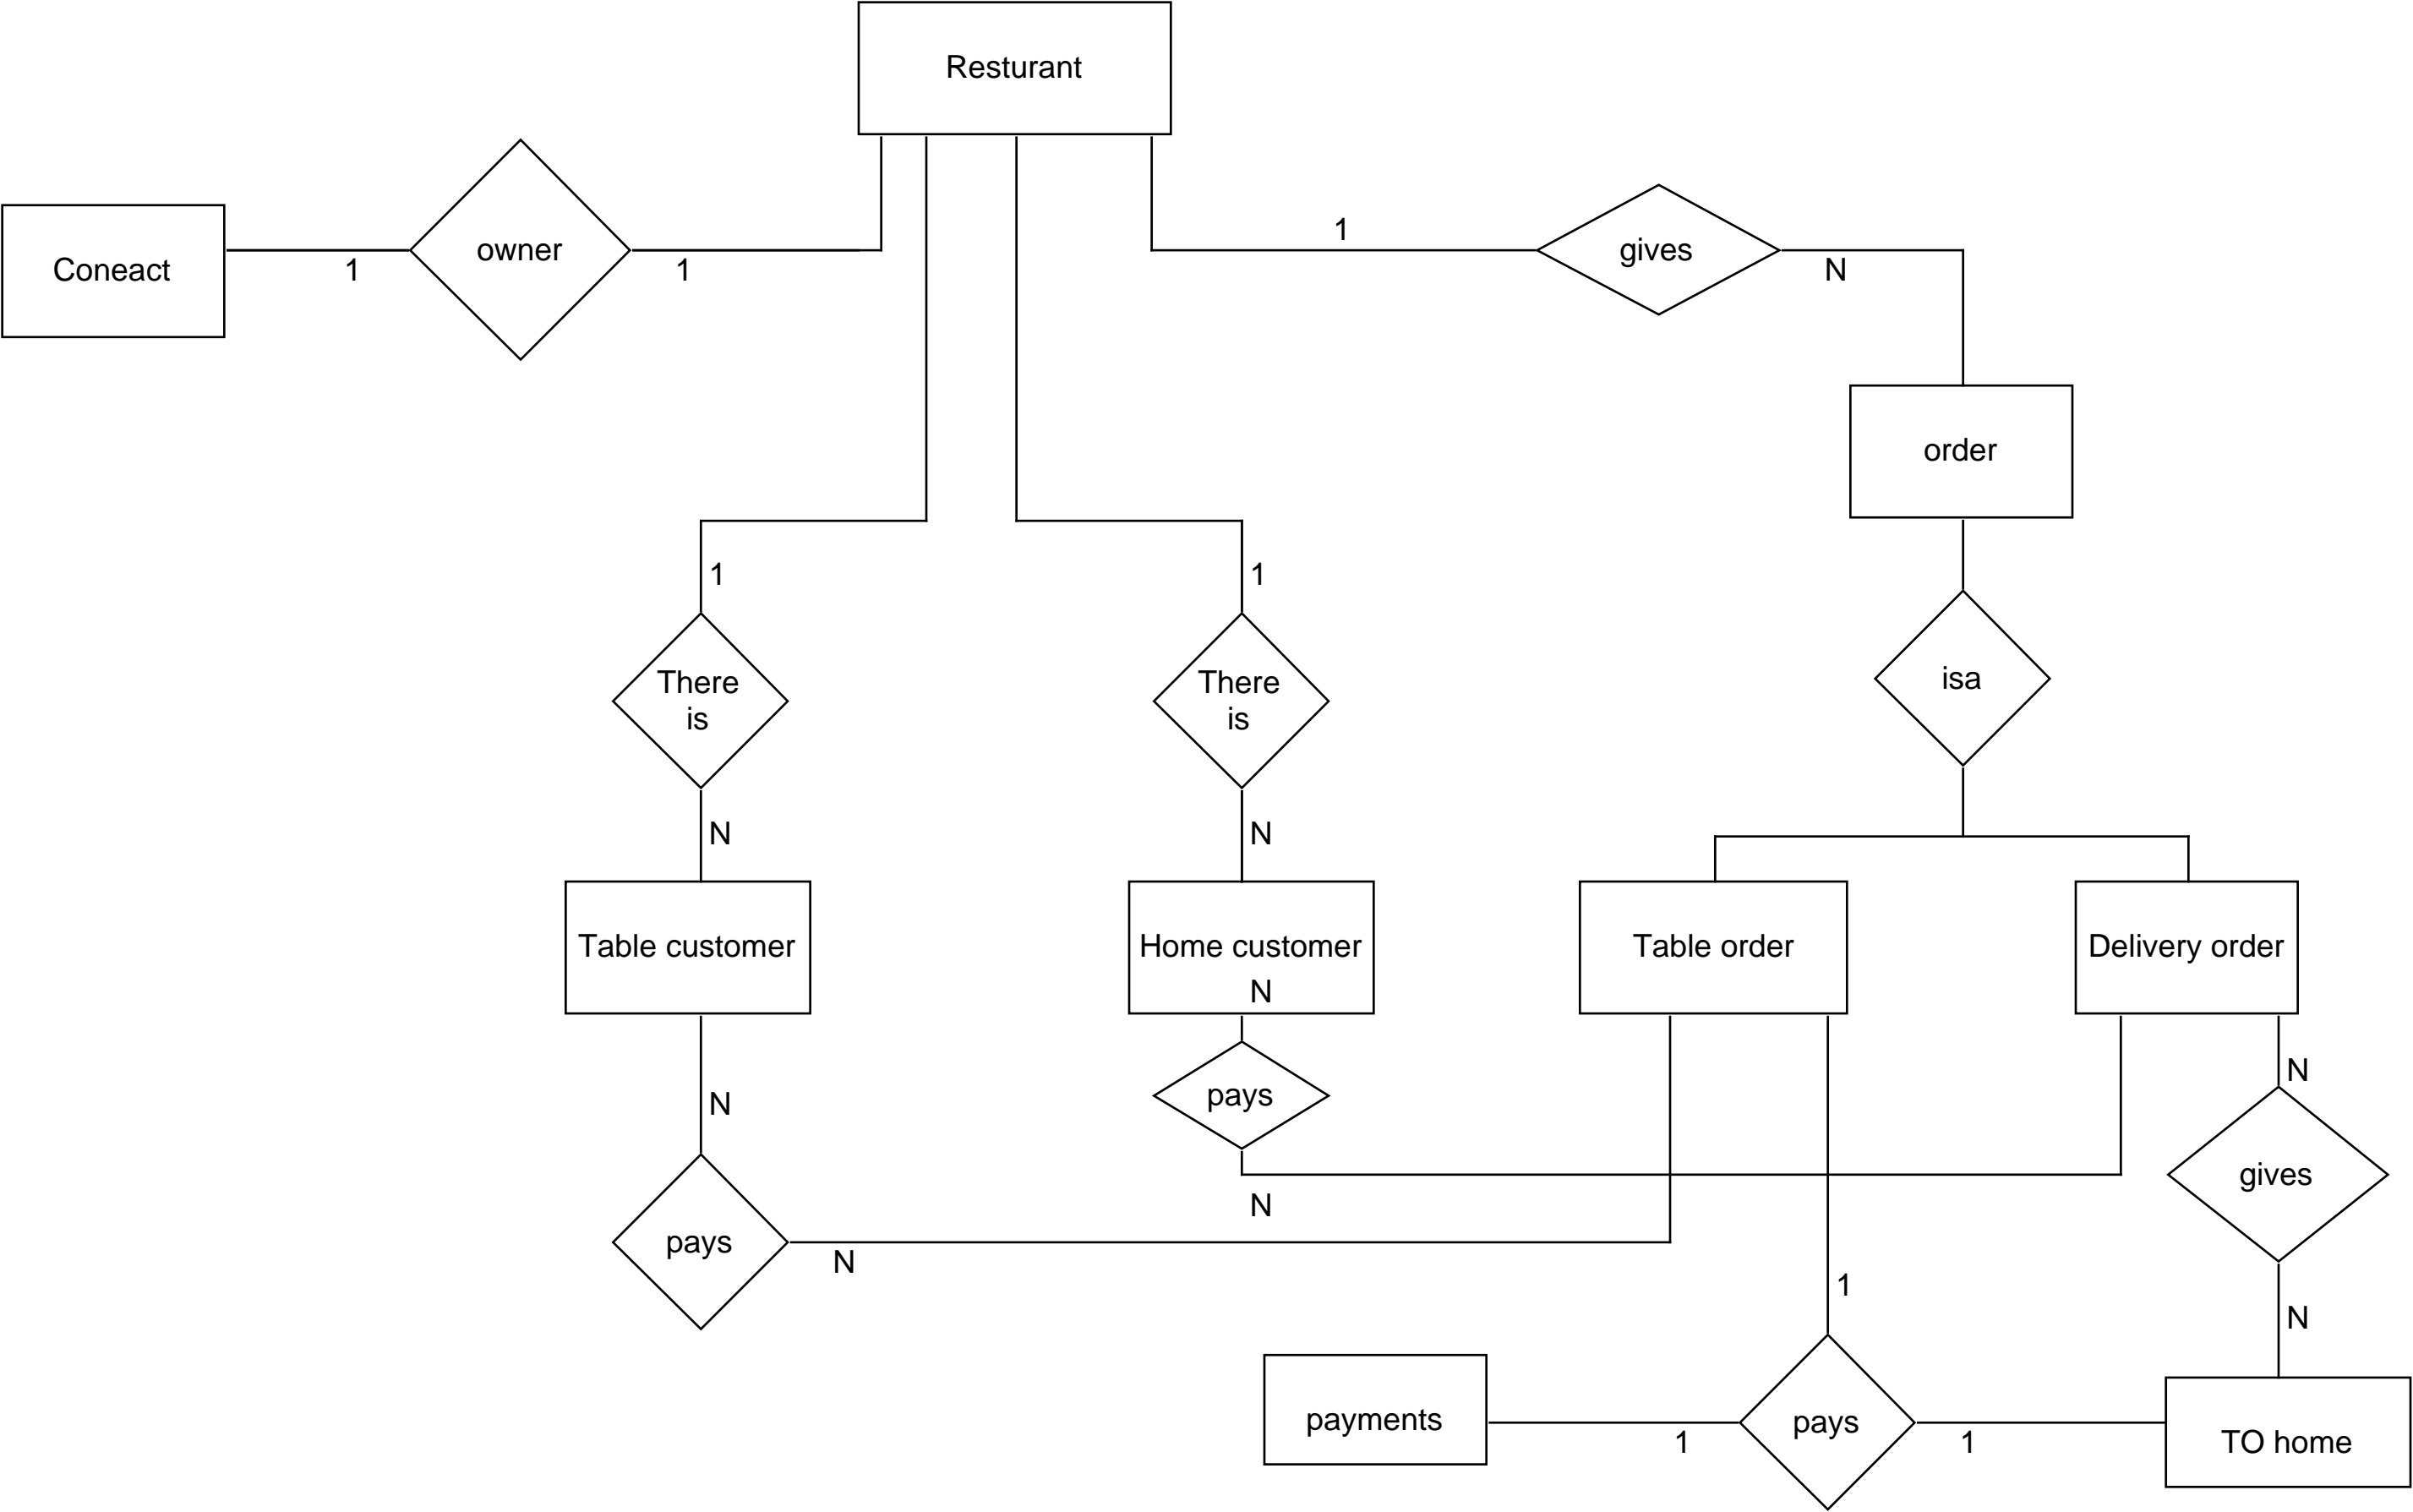 Resturant
1
gives
owner
Coneact
1
1
N
order
1
1
There
is
There
is
isa
N
N
Table customer
Home customer
Table order
Delivery order
N
N
pays
N
gives
N
pays
N
N
1
N
payments
pays
1
1
TO home